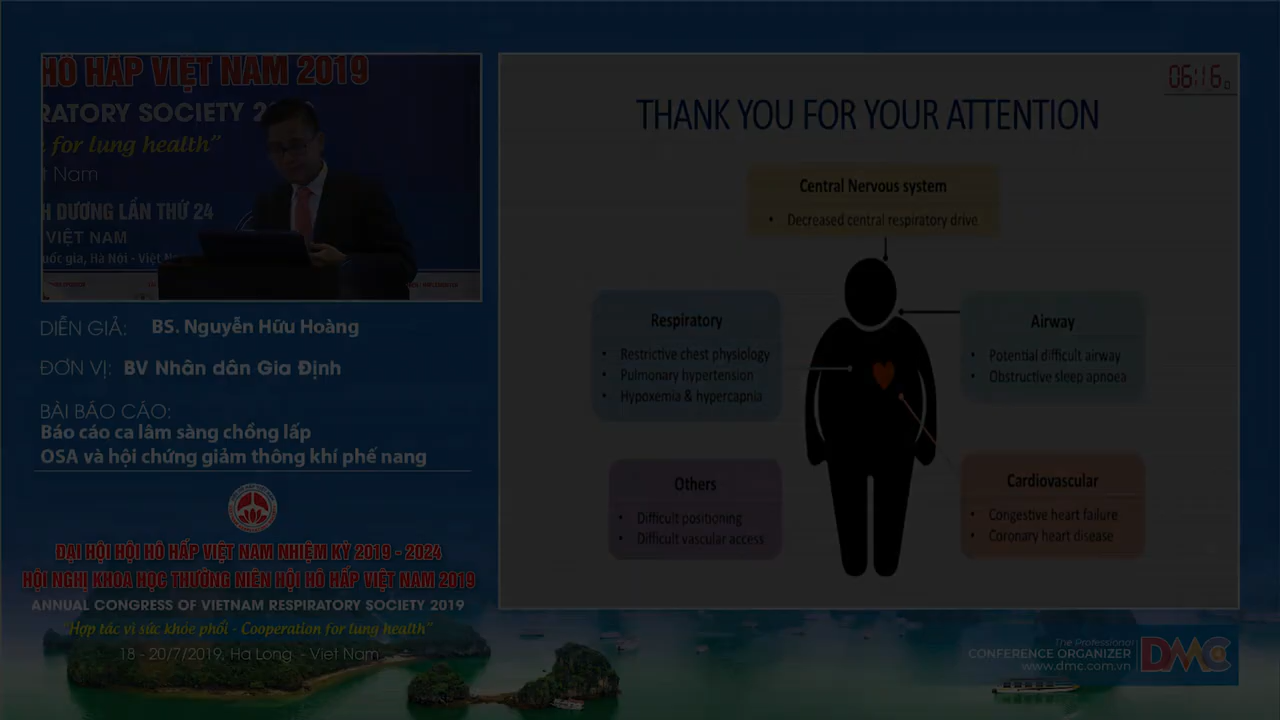 HÔ HẤP VIỆT NAM 2019
RATORY SOCIETY 2
for lung health”
t Nam
H DƯƠNG LẦN THỨ 24
VIỆT NAM
uốc gia, Hà Nội - Việt N
DIỄN GIẢ: BS. Nguyễn Hữu Hoàng
ĐƠN VỊ: BV Nhân dân Gia Định
BÀI BÁO CÁO:
Báo cáo ca lâm sàng chồng lấp
OSA và hội chứng giảm thông khí phế nang
ĐẠI HỘI HỘI HÔ HẤP VIỆT NAM NHIỆM KỲ 2019 - 2024
HỘI NGHỊ KHOA HỌC THƯỜNG NIÊN HỘI HÔ HẤP VIỆT NAM 2019
ANNUAL CONGRESS OF VIETNAM RESPIRATORY SOCIETY 2019
"Hợp tác vì sức khỏe phổi - Cooperation for lung health"
18 - 20/7/2019, Ha Long - Viet Nam
06:16
THANK YOU FOR YOUR ATTENTION
Central Nervous system
• Decreased central respiratory drive
Respiratory
• Restrictive chest physiology
• Pulmonary hypertension
• Hypoxemia & hypercapnia
Airway
• Potential difficult airway
• Obstructive sleep apnoea
Others
• Difficult positioning
• Difficult vascular access
Cardiovascular
• Congestive heart failure
• Coronary heart disease
The Professional
CONFERENCE ORGANIZER
www.dmc.com.vn
DMC